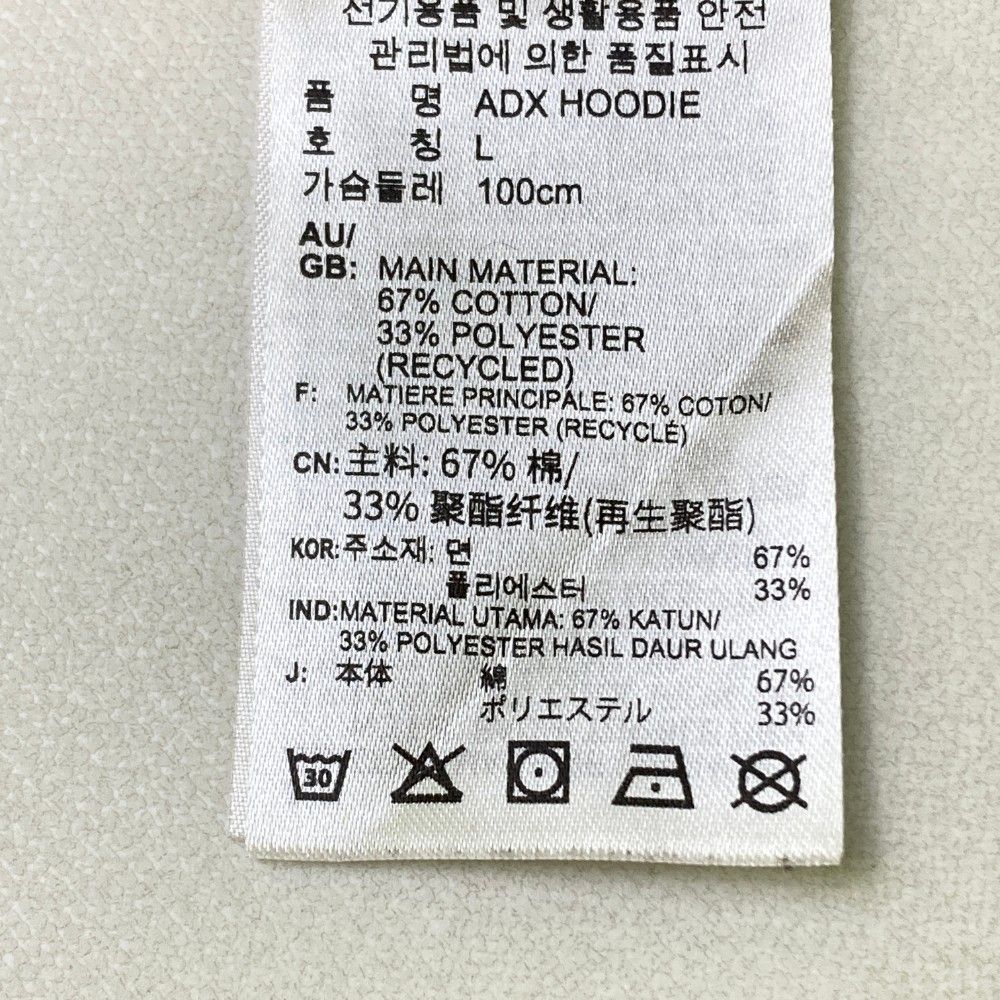 전기용품 및 생활용품 안전
관리법에 의한 품질표시
품 명 ADX HOODIE
호 칭 L
가슴둘레 100cm
AU/
GB: MAIN MATERIAL:
67% COTTON/
33% POLYESTER
(RECYCLED)
F: MATIERE PRINCIPALE: 67% COTON/
33% POLYESTER (RECYCLÉ)
CN: 主料: 67% 棉/
33% 聚酯纤维(再生聚酯)
KOR: 주소재: 면 67%
폴리에스터 33%
IND: MATERIAL UTAMA: 67% KATUN/
33% POLYESTER HASIL DAUR ULANG
J: 本体 綿 67%
ポリエステル 33%
30